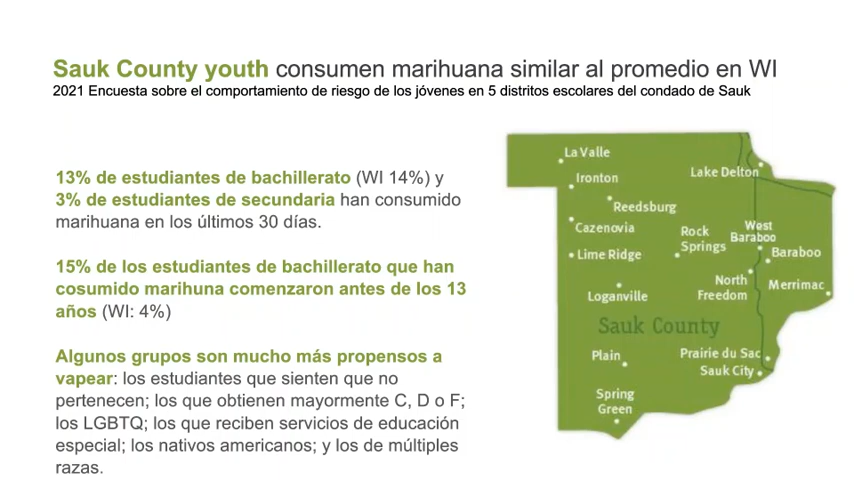 Sauk County youth consumen marihuana similar al promedio en WI
2021 Encuesta sobre el comportamiento de riesgo de los jóvenes en 5 distritos escolares del condado de Sauk
13% de estudiantes de bachillerato (WI 14%) y
3% de estudiantes de secundaria han consumido
marihuana en los últimos 30 días.
15% de los estudiantes de bachillerato que han
cosumido marihuna comenzaron antes de los 13
años (WI: 4%)
Algunos grupos son mucho más propensos a
vapear: los estudiantes que sienten que no
pertenecen; los que obtienen mayormente C, D o F;
los LGBTQ; los que reciben servicios de educación
especial; los nativos americanos; y los de múltiples
razas.
La Valle
Lake Delton
Ironton
Reedsburg
Cazenovia
Rock
Springs
West
Baraboo
Baraboo
Lime Ridge
North
Freedom
Merrimac
Loganville
Sauk County
Plain
Prairie du Sac
Sauk City
Spring
Green